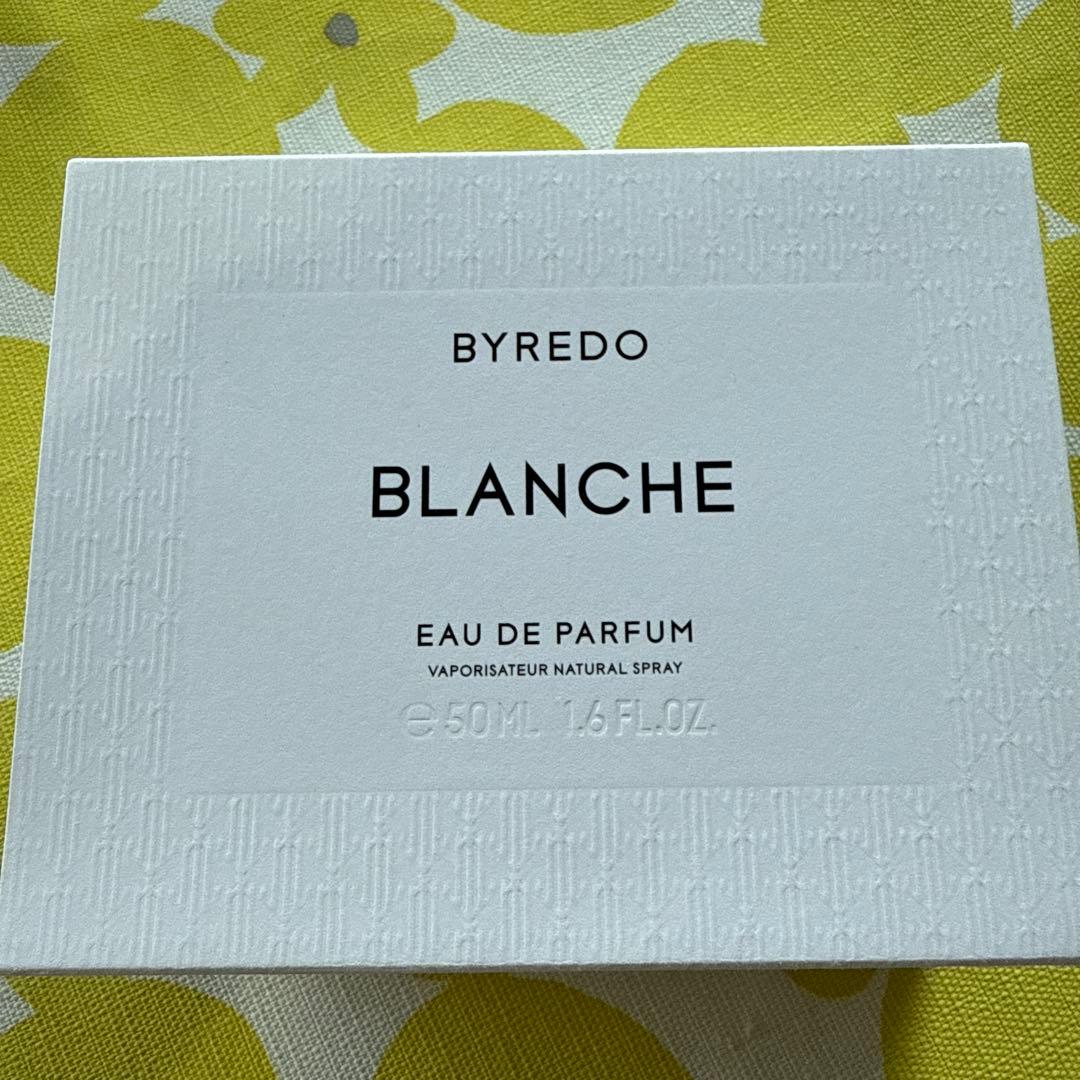 BYREDO
BLANCHE
EAU DE PARFUM
VAPORISATEUR NATURAL SPRAY
℮50 ML 1.6 FL.OZ.